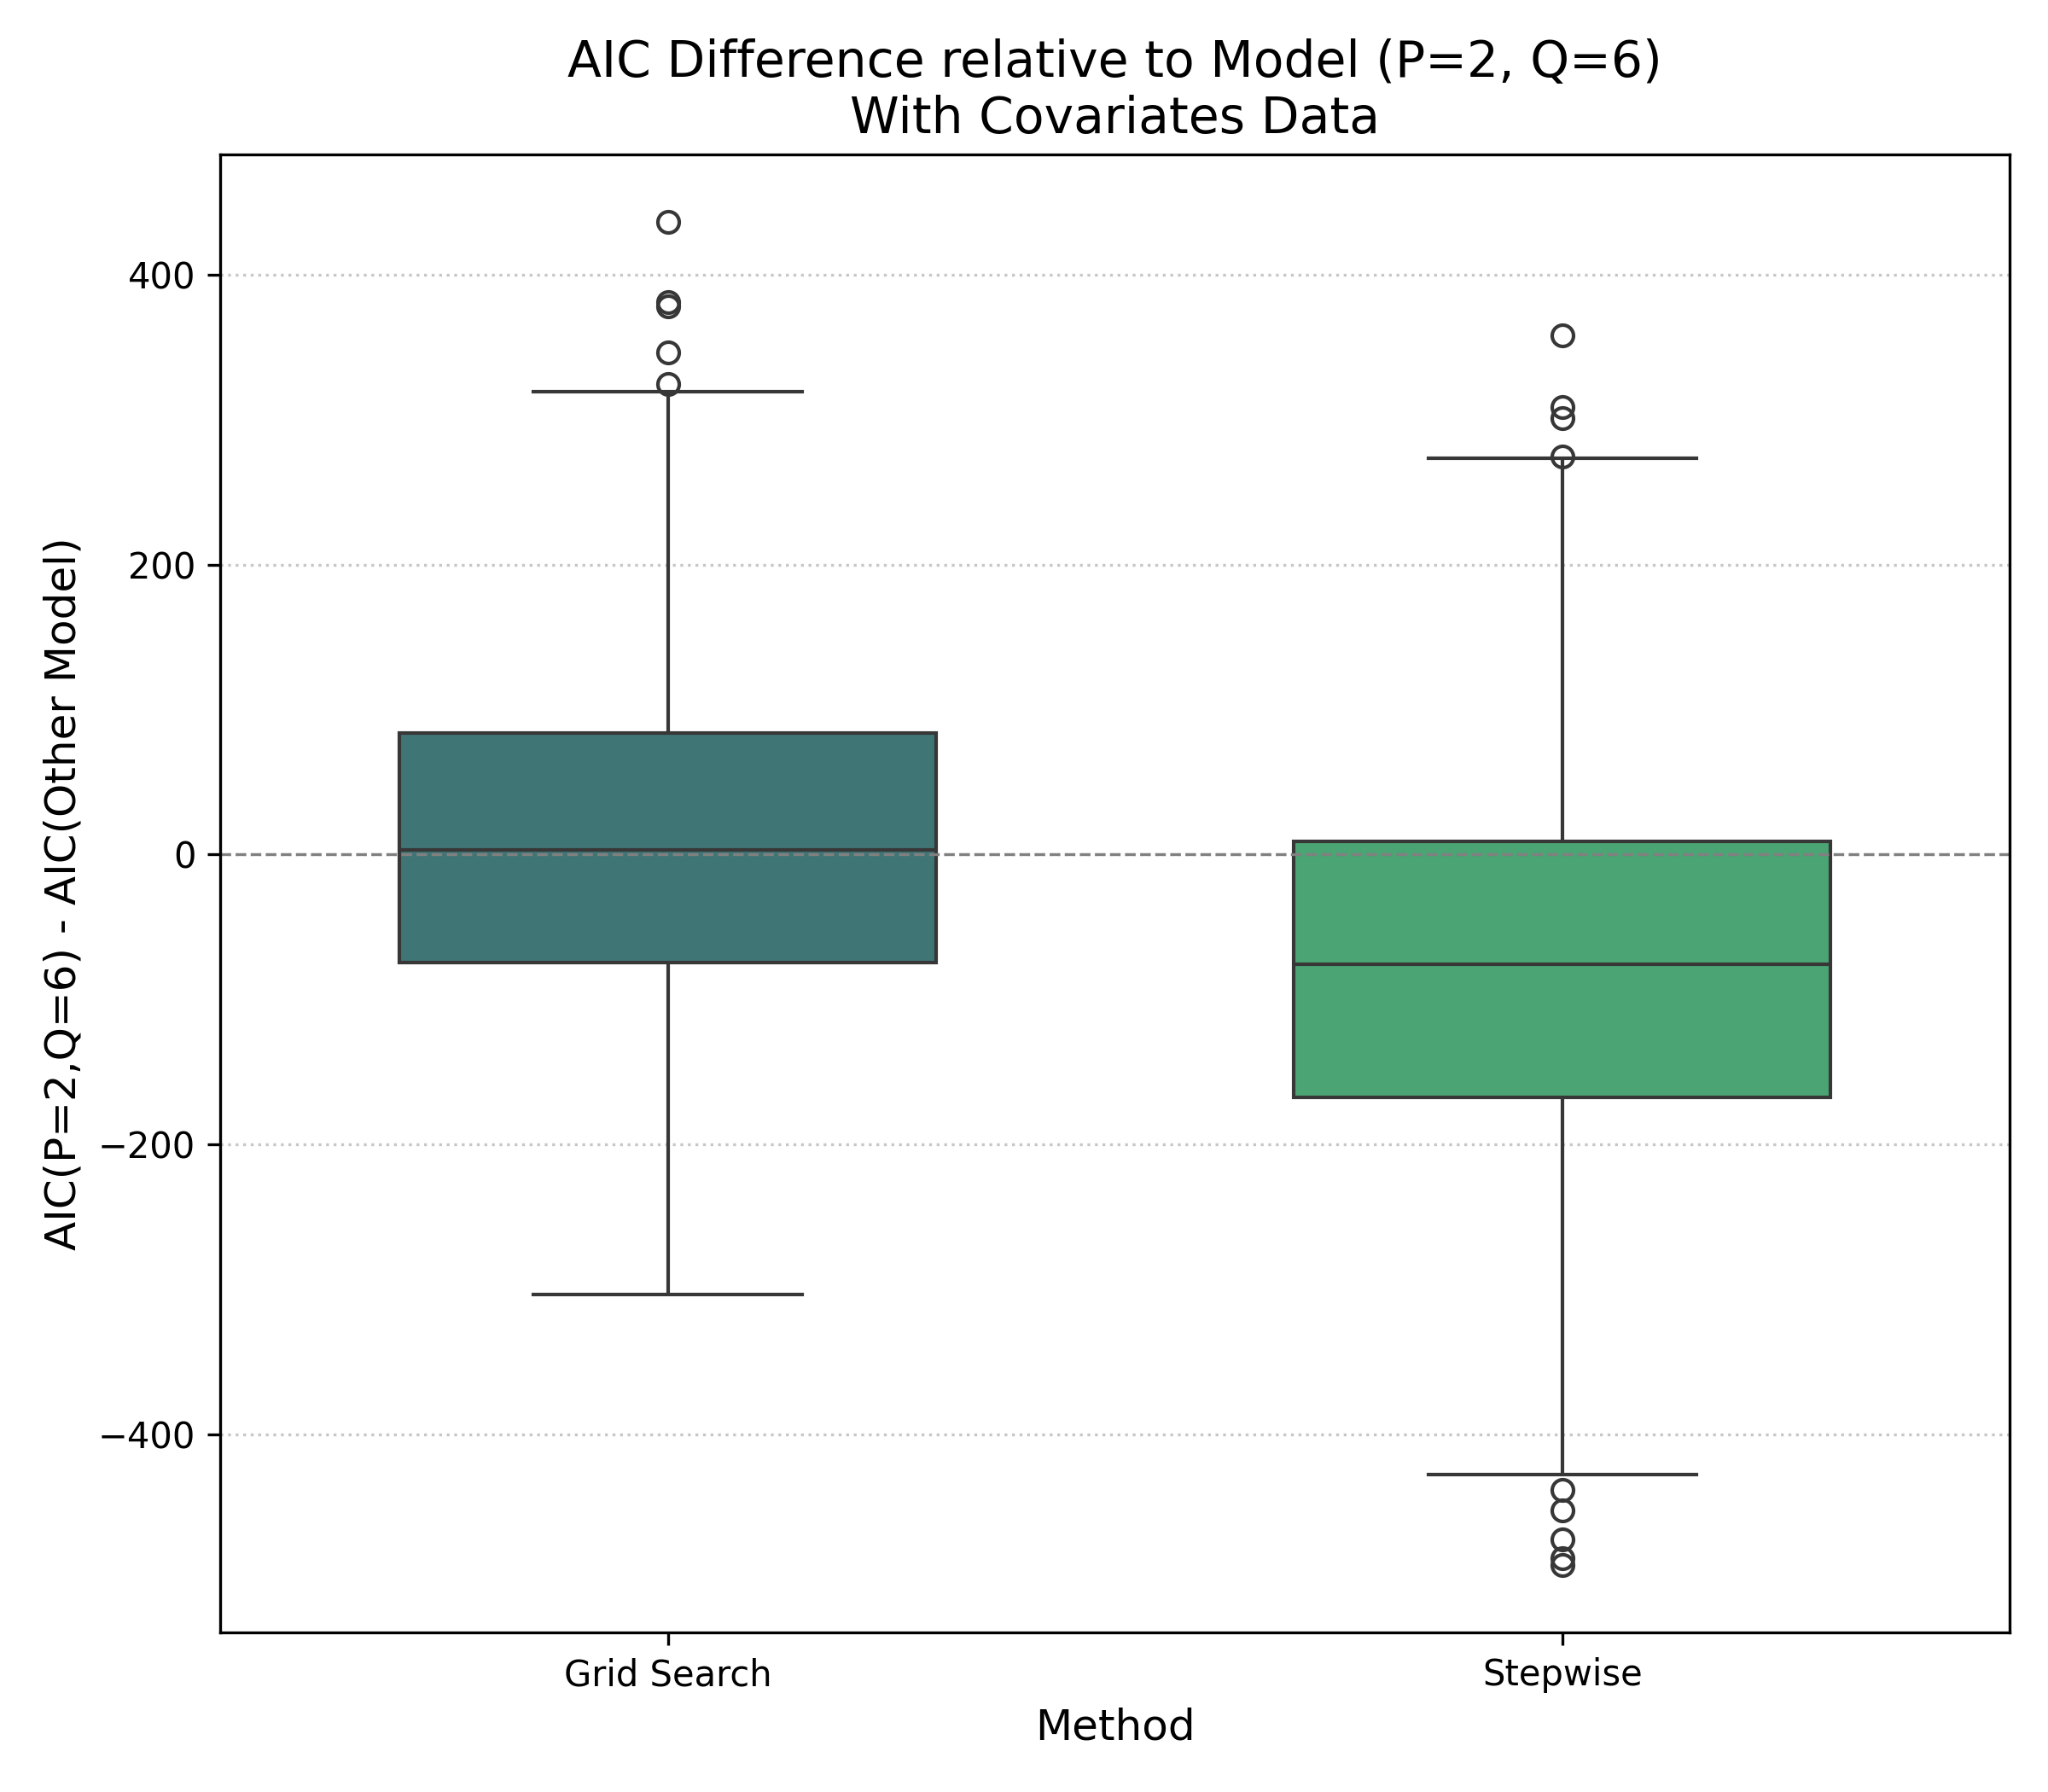 AIC Difference relative to Model (P=2, Q=6)
With Covariates Data
AIC(P=2,Q=6) - AIC(Other Model)
400
200
0
−200
−400
Grid Search
Stepwise
Method